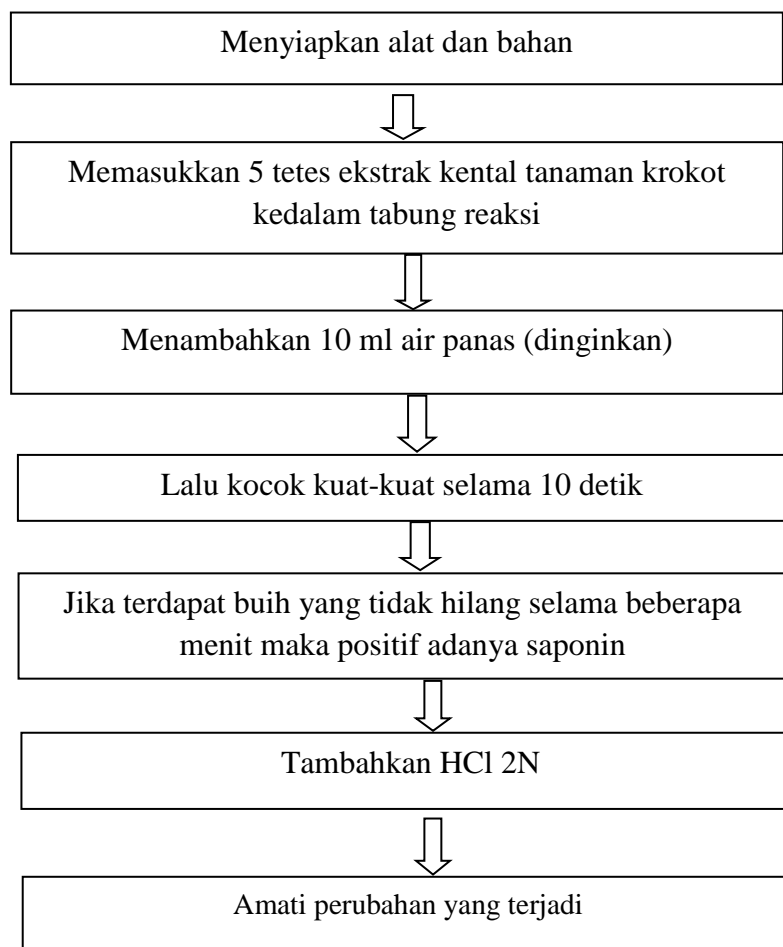 Menyiapkan alat dan bahan
Memasukkan 5 tetes ekstrak kental tanaman krokot
kedalam tabung reaksi
Menambahkan 10 ml air panas (dinginkan)
Lalu kocok kuat-kuat selama 10 detik
Jika terdapat buih yang tidak hilang selama beberapa
menit maka positif adanya saponin
Tambahkan HCl 2N
Amati perubahan yang terjadi